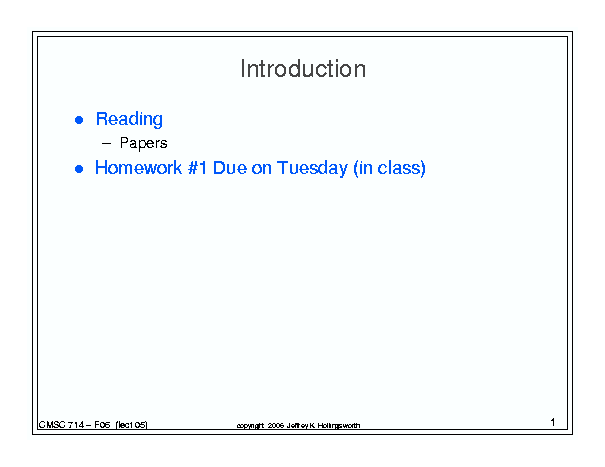 Introduction
● Reading
– Papers
● Homework #1 Due on Tuesday (in class)
CMSC 714 – F06 (lect 05)
copyright 2006 Jeffrey K. Hollingsworth
1